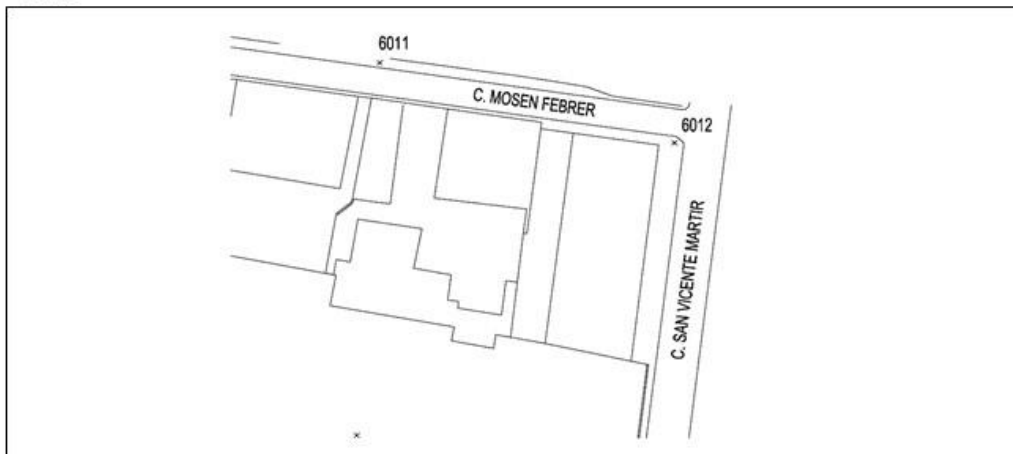 6011
C. MOSEN FEBRER
6012
C. SAN VICENTE MARTIR